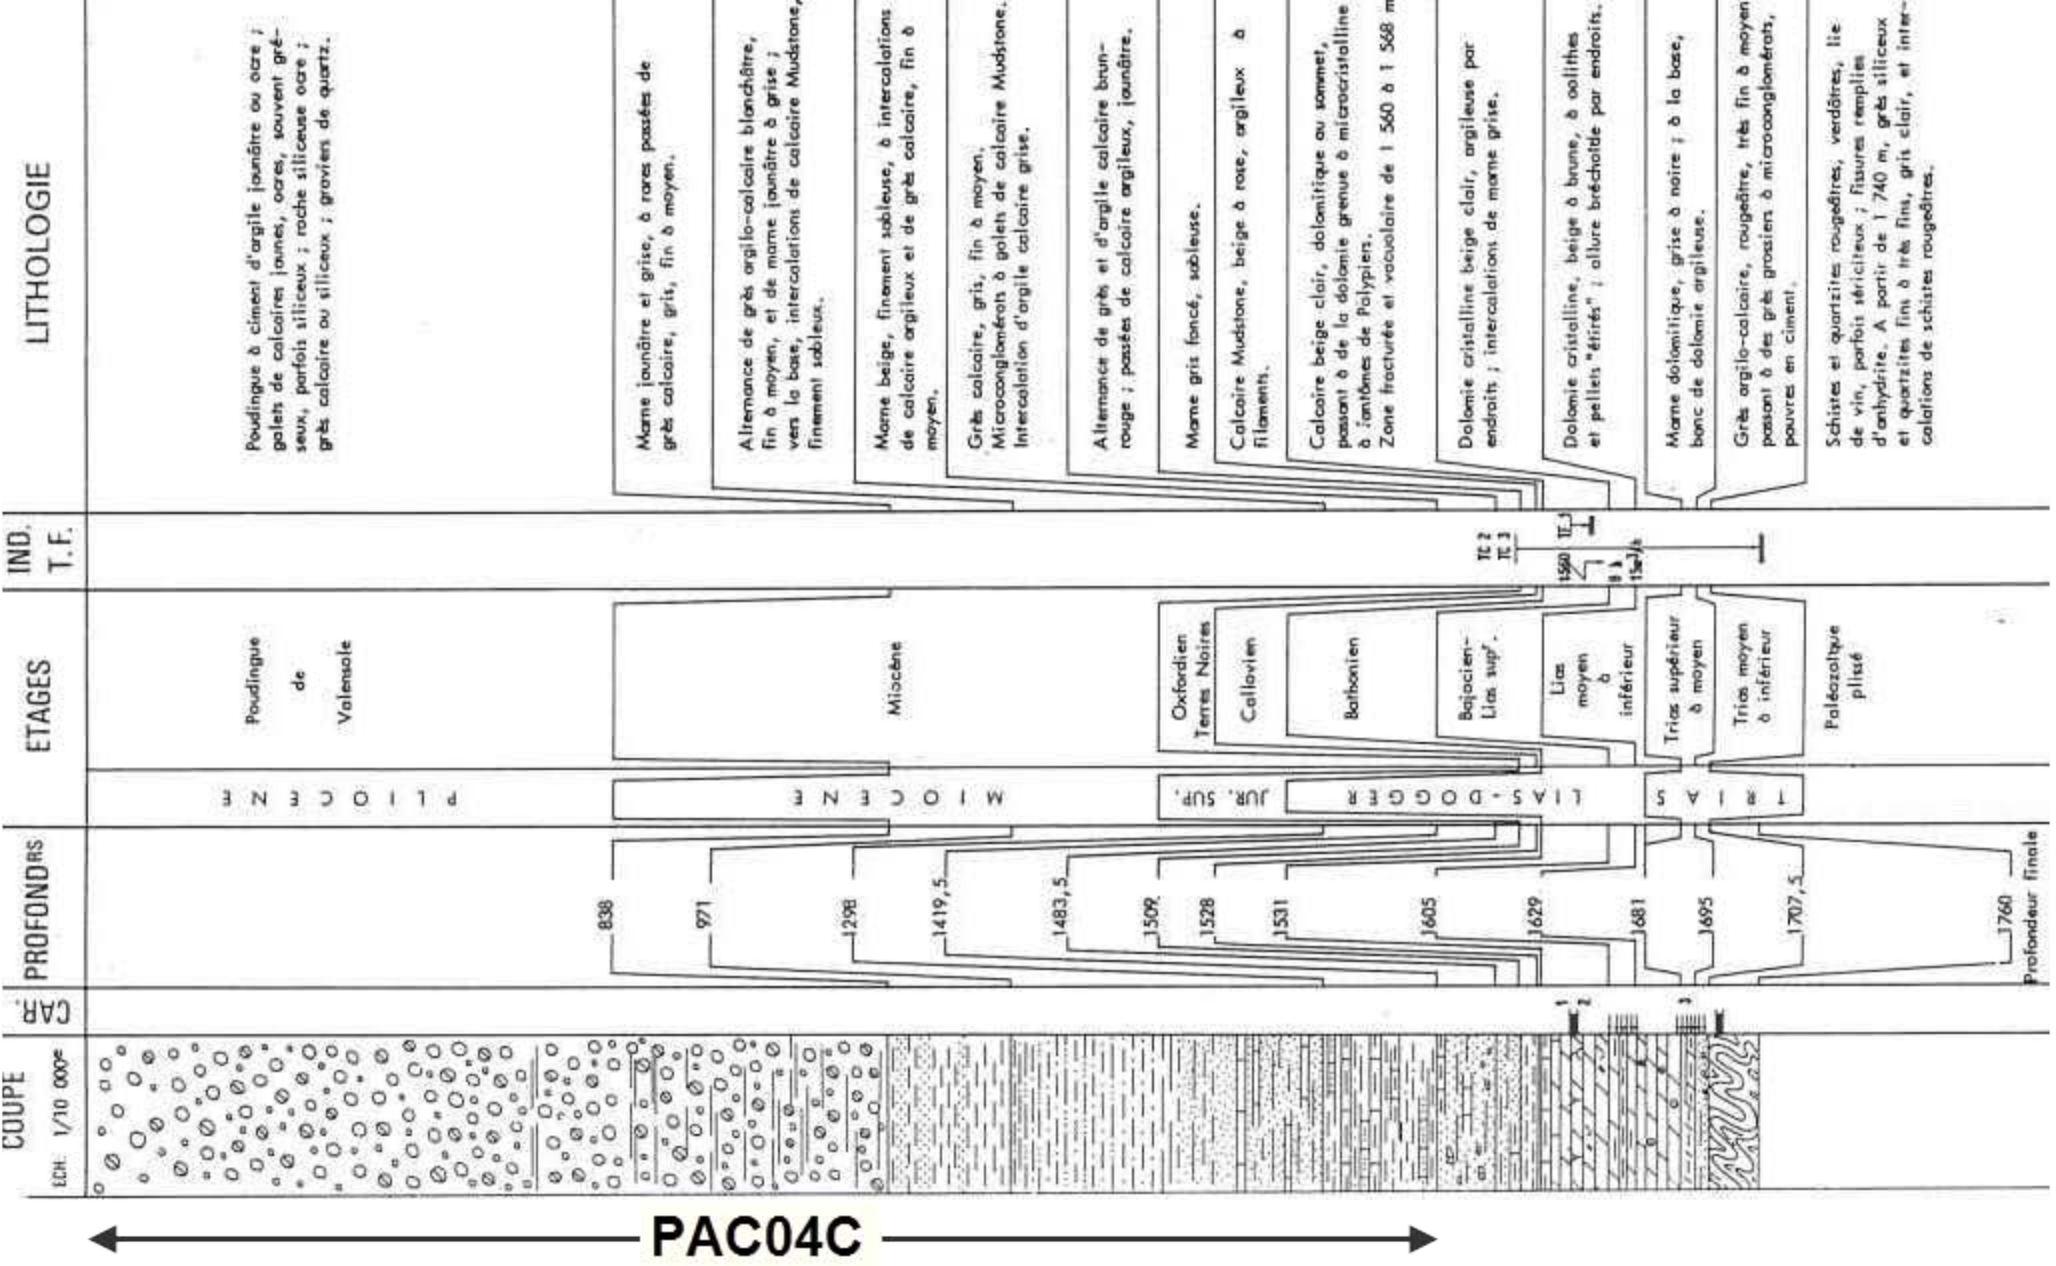 LITHOLOGIE
Poudingue à ciment d'argile jaunâtre ou ocre ;
galets de calcaires jaunes, ocres, souvent gré-
seux, parfois siliceux ; roche siliceuse ocre ;
grès calcaire ou siliceux ; graviers de quartz.
Marne jaunâtre et grise, à rares passées de
grès calcaire, gris, fin à moyen.
Alternance de grès argilo-calcaire blanchâtre,
fin à moyen, et de marne jaunâtre à grise ;
vers la base, intercalations de calcaire Mudstone,
finement sableux.
Marne beige, finement sableuse, à intercalations
de calcaire argileux et de grès calcaire, fin à
moyen.
Grès calcaire, gris, fin à moyen.
Microconglomérats à galets de calcaire Mudstone.
Intercalation d'argile calcaire grise.
Alternance de grès et d'argile calcaire brun-
rouge ; passées de calcaire argileux, jaunâtre.
Marne gris foncé, sableuse.
Calcaire Mudstone, beige à rose, argileux à
filaments.
Calcaire beige clair, dolomitique au sommet,
passant à de la dolomie grenue à microcristalline
à fantômes de Polypiers.
Zone fracturée et vacuolaire de 1 560 à 1 568 m
Dolomie cristalline beige clair, argileuse par
endroits ; intercalations de marne grise.
Dolomie cristalline, beige à brune, à oolithes
et pellets "étirés" ; allure bréchoïde par endroits.
Marne dolomitique, grise à noire ; à la base,
banc de dolomie argileuse.
Grès argilo-calcaire, rougeâtre, très fin à moyen
passant à des grès grossiers à microconglomérats,
pauvres en ciment.
Schistes et quartzites rougeâtres, verdâtres, lie
de vin, parfois sériciteux ; fissures remplies
d'anhydrite. A partir de 1 740 m, grès siliceux
et quartzites fins à très fins, gris clair, et inter-
calations de schistes rougeâtres.
IND.
T.F.
TC 2
TC 3
TF 1
1560
ETAGES
Poudingue
de
Valensole
Miocène
Oxfordien
Terres Noires
Callovien
Bathonien
Bajocien-
Lias supr.
Lias
moyen
à
inférieur
Trias supérieur
à moyen
Trias moyen
à inférieur
Paléozoïque
plissé
PLIOCENE
MIOCENE
JUR. SUP.
LIAS-DOGGER
TRIAS
PROFONDRS
838
971
1298
1419,5
1483,5
1509
1528
1531
1605
1629
1681
1695
1707,5
1760
Profondeur finale
CAR.
1
2
3
COUPE
ECH. 1/10 000e
PAC04C